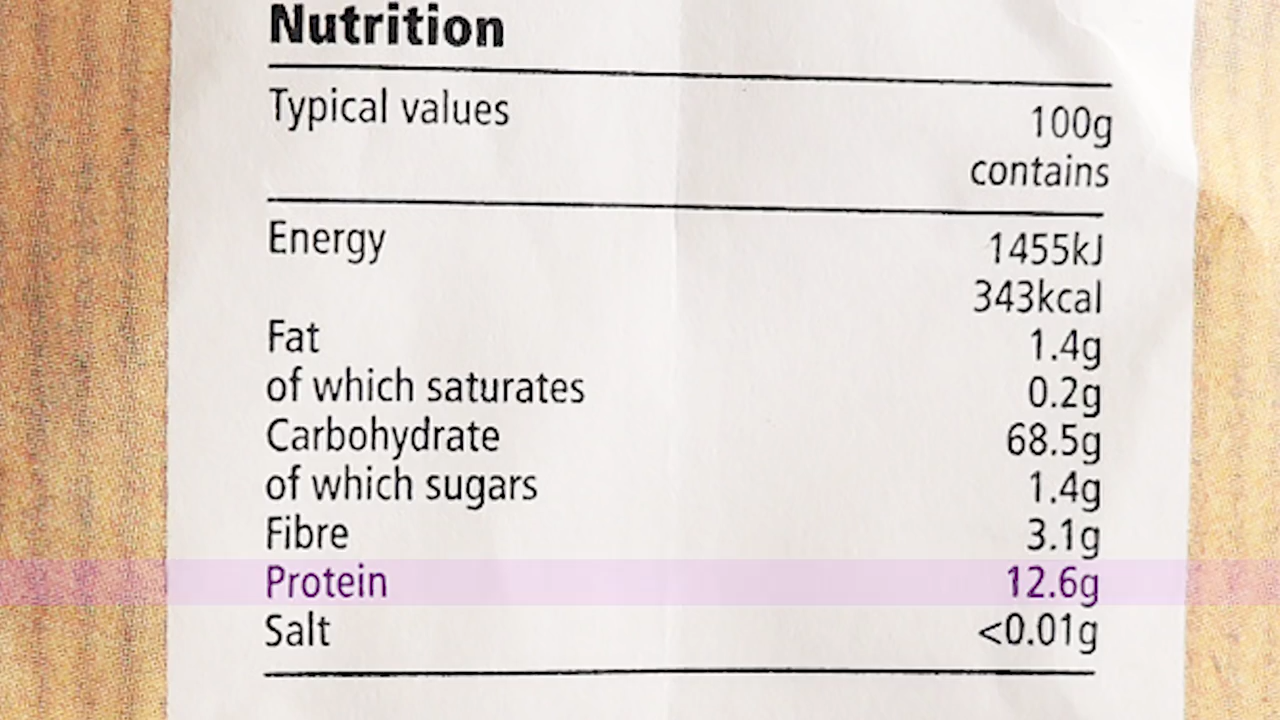 Nutrition
Typical values 100g
contains
Energy 1455kJ
343kcal
Fat 1.4g
of which saturates 0.2g
Carbohydrate 68.5g
of which sugars 1.4g
Fibre 3.1g
Protein 12.6g
Salt <0.01g